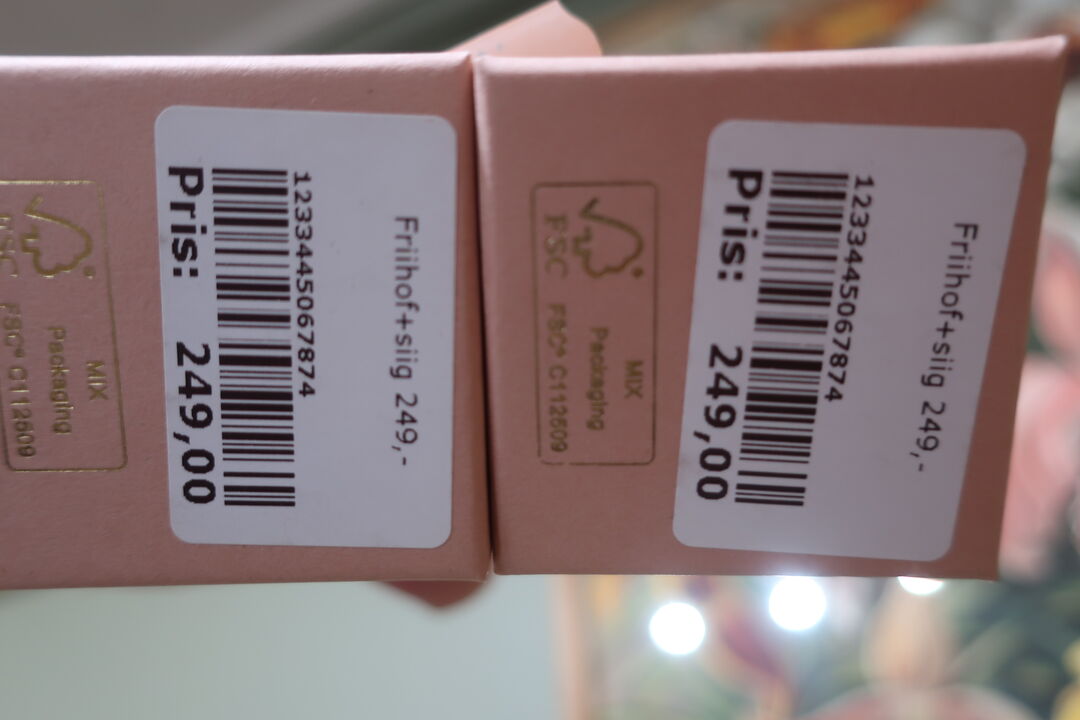 Friihof+siig 249,-
1233445067874
Pris: 249,00
MIX
Packaging
FSC
FSC® C112609
Friihof+siig 249,-
1233445067874
Pris: 249,00
MIX
Packaging
FSC
FSC® C112609